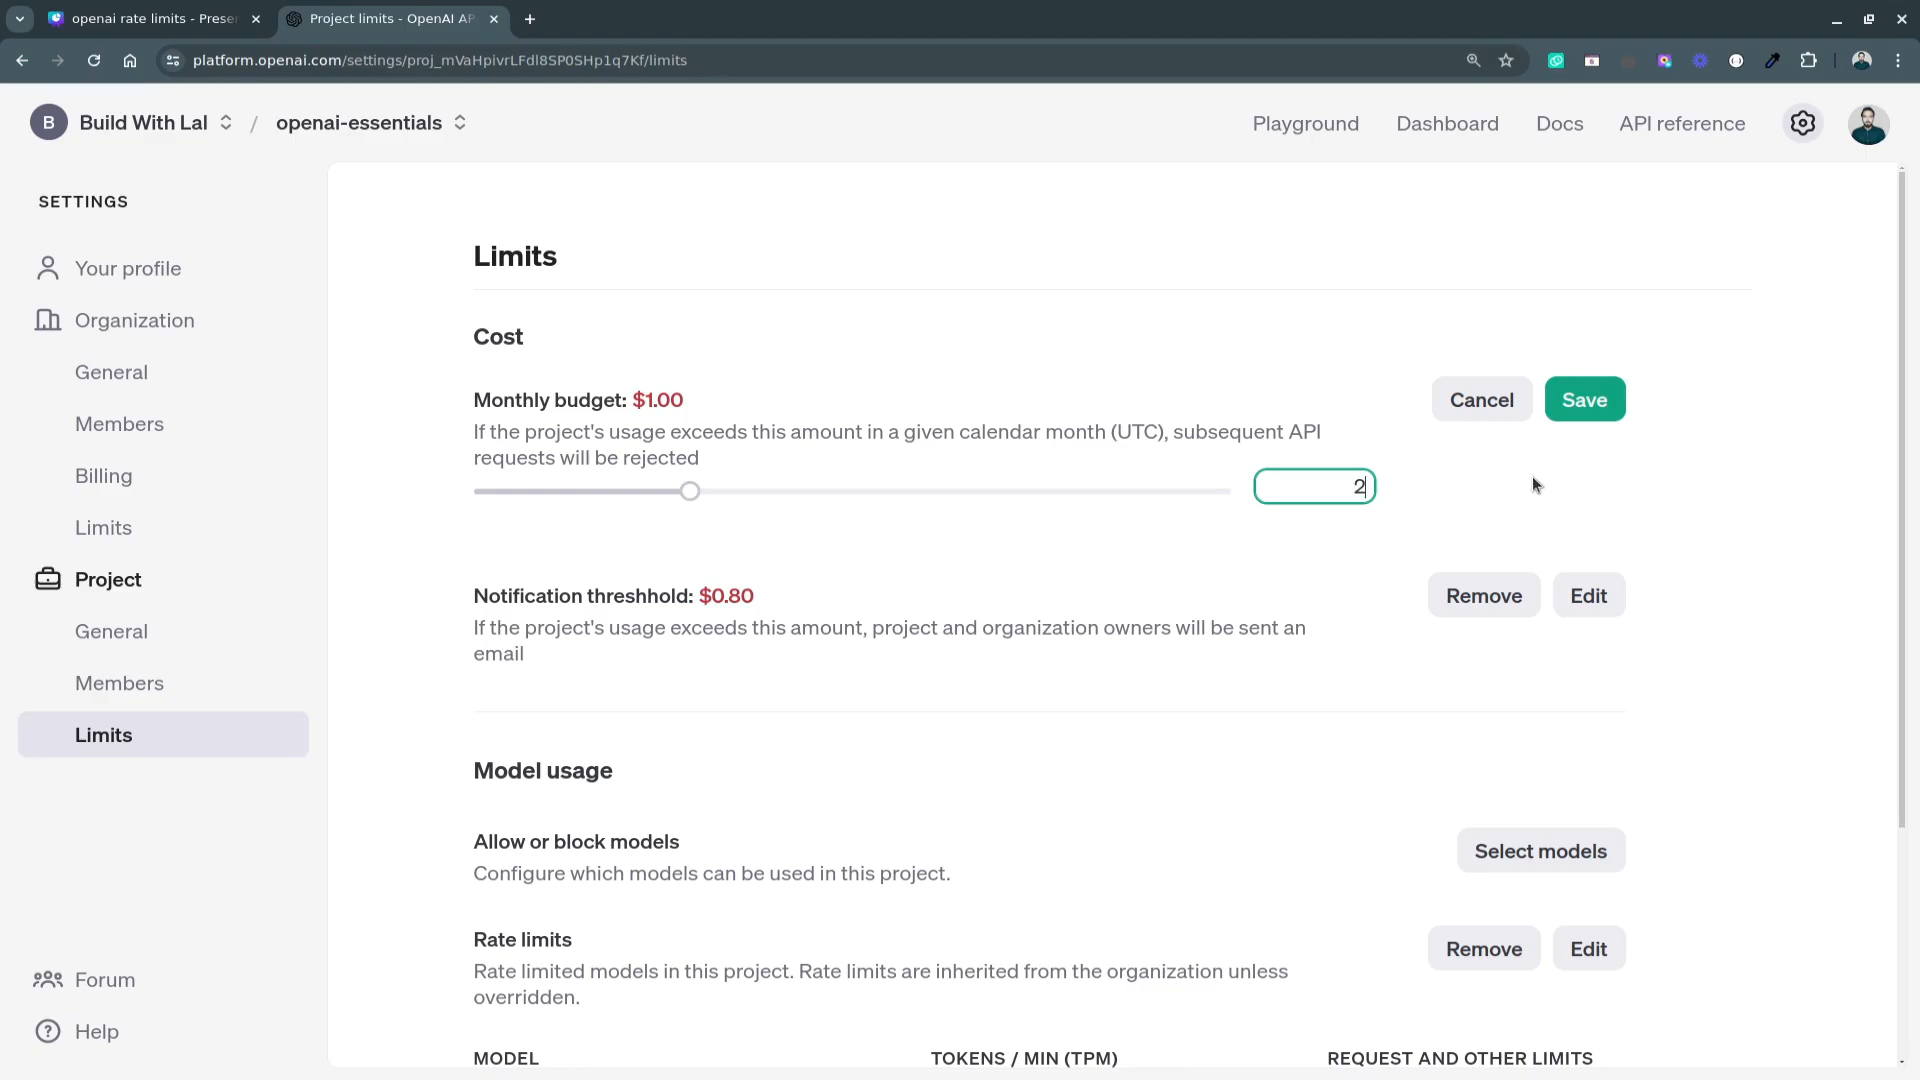 openai rate limits - Prese
Project limits - OpenAI AP
platform.openai.com/settings/proj_mVaHpivrLFdl8SP0SHp1q7Kf/limits
B
Build With Lal
/
openai-essentials
Playground
Dashboard
Docs
API reference
SETTINGS
Your profile
Organization
General
Members
Billing
Limits
Project
General
Members
Limits
Forum
Help
Limits
Cost
Monthly budget: $1.00
Cancel
Save
If the project's usage exceeds this amount in a given calendar month (UTC), subsequent API
requests will be rejected
2
Notification threshhold: $0.80
Remove
Edit
If the project's usage exceeds this amount, project and organization owners will be sent an
email
Model usage
Allow or block models
Configure which models can be used in this project.
Select models
Rate limits
Remove
Edit
Rate limited models in this project. Rate limits are inherited from the organization unless
overridden.
MODEL
TOKENS / MIN (TPM)
REQUEST AND OTHER LIMITS